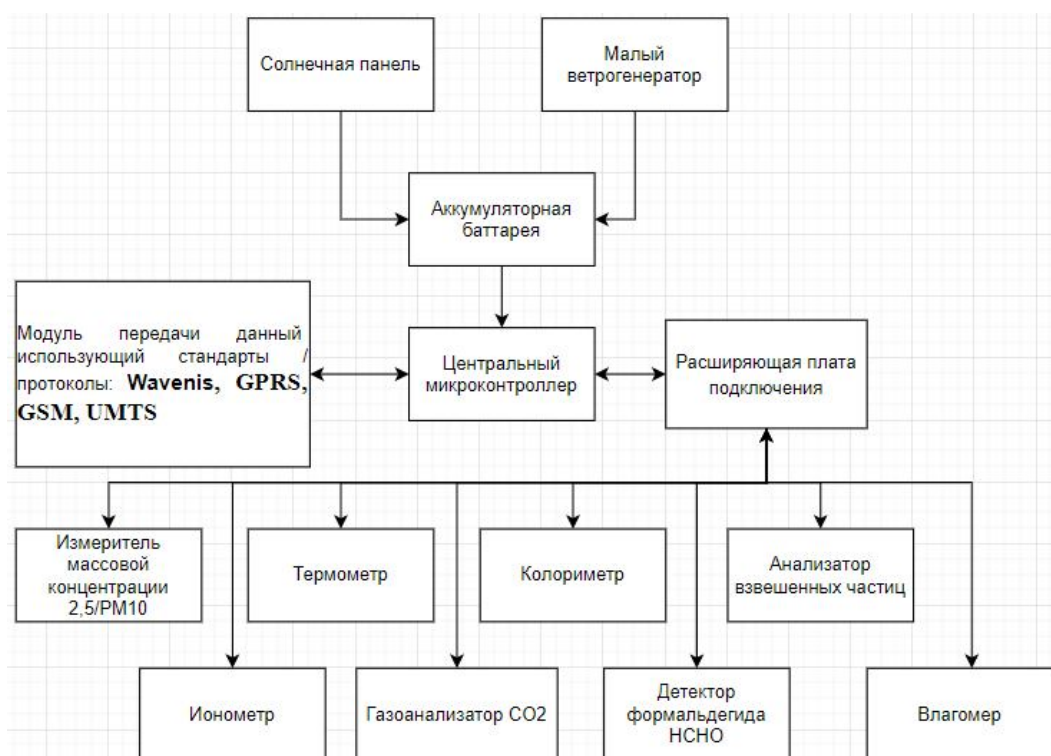 Солнечная панель
Малый
ветрогенератор
Аккумуляторная
баттарея
Модуль передачи данный
использующий стандарты /
протоколы: Wavenis, GPRS,
GSM, UMTS
Центральный
микроконтроллер
Расширяющая плата
подключения
Измеритель
массовой
концентрации
2,5/PM10
Термометр
Колориметр
Анализатор
взвешенных частиц
Ионометр
Газоанализатор CO2
Детектор
формальдегида
HCHO
Влагомер